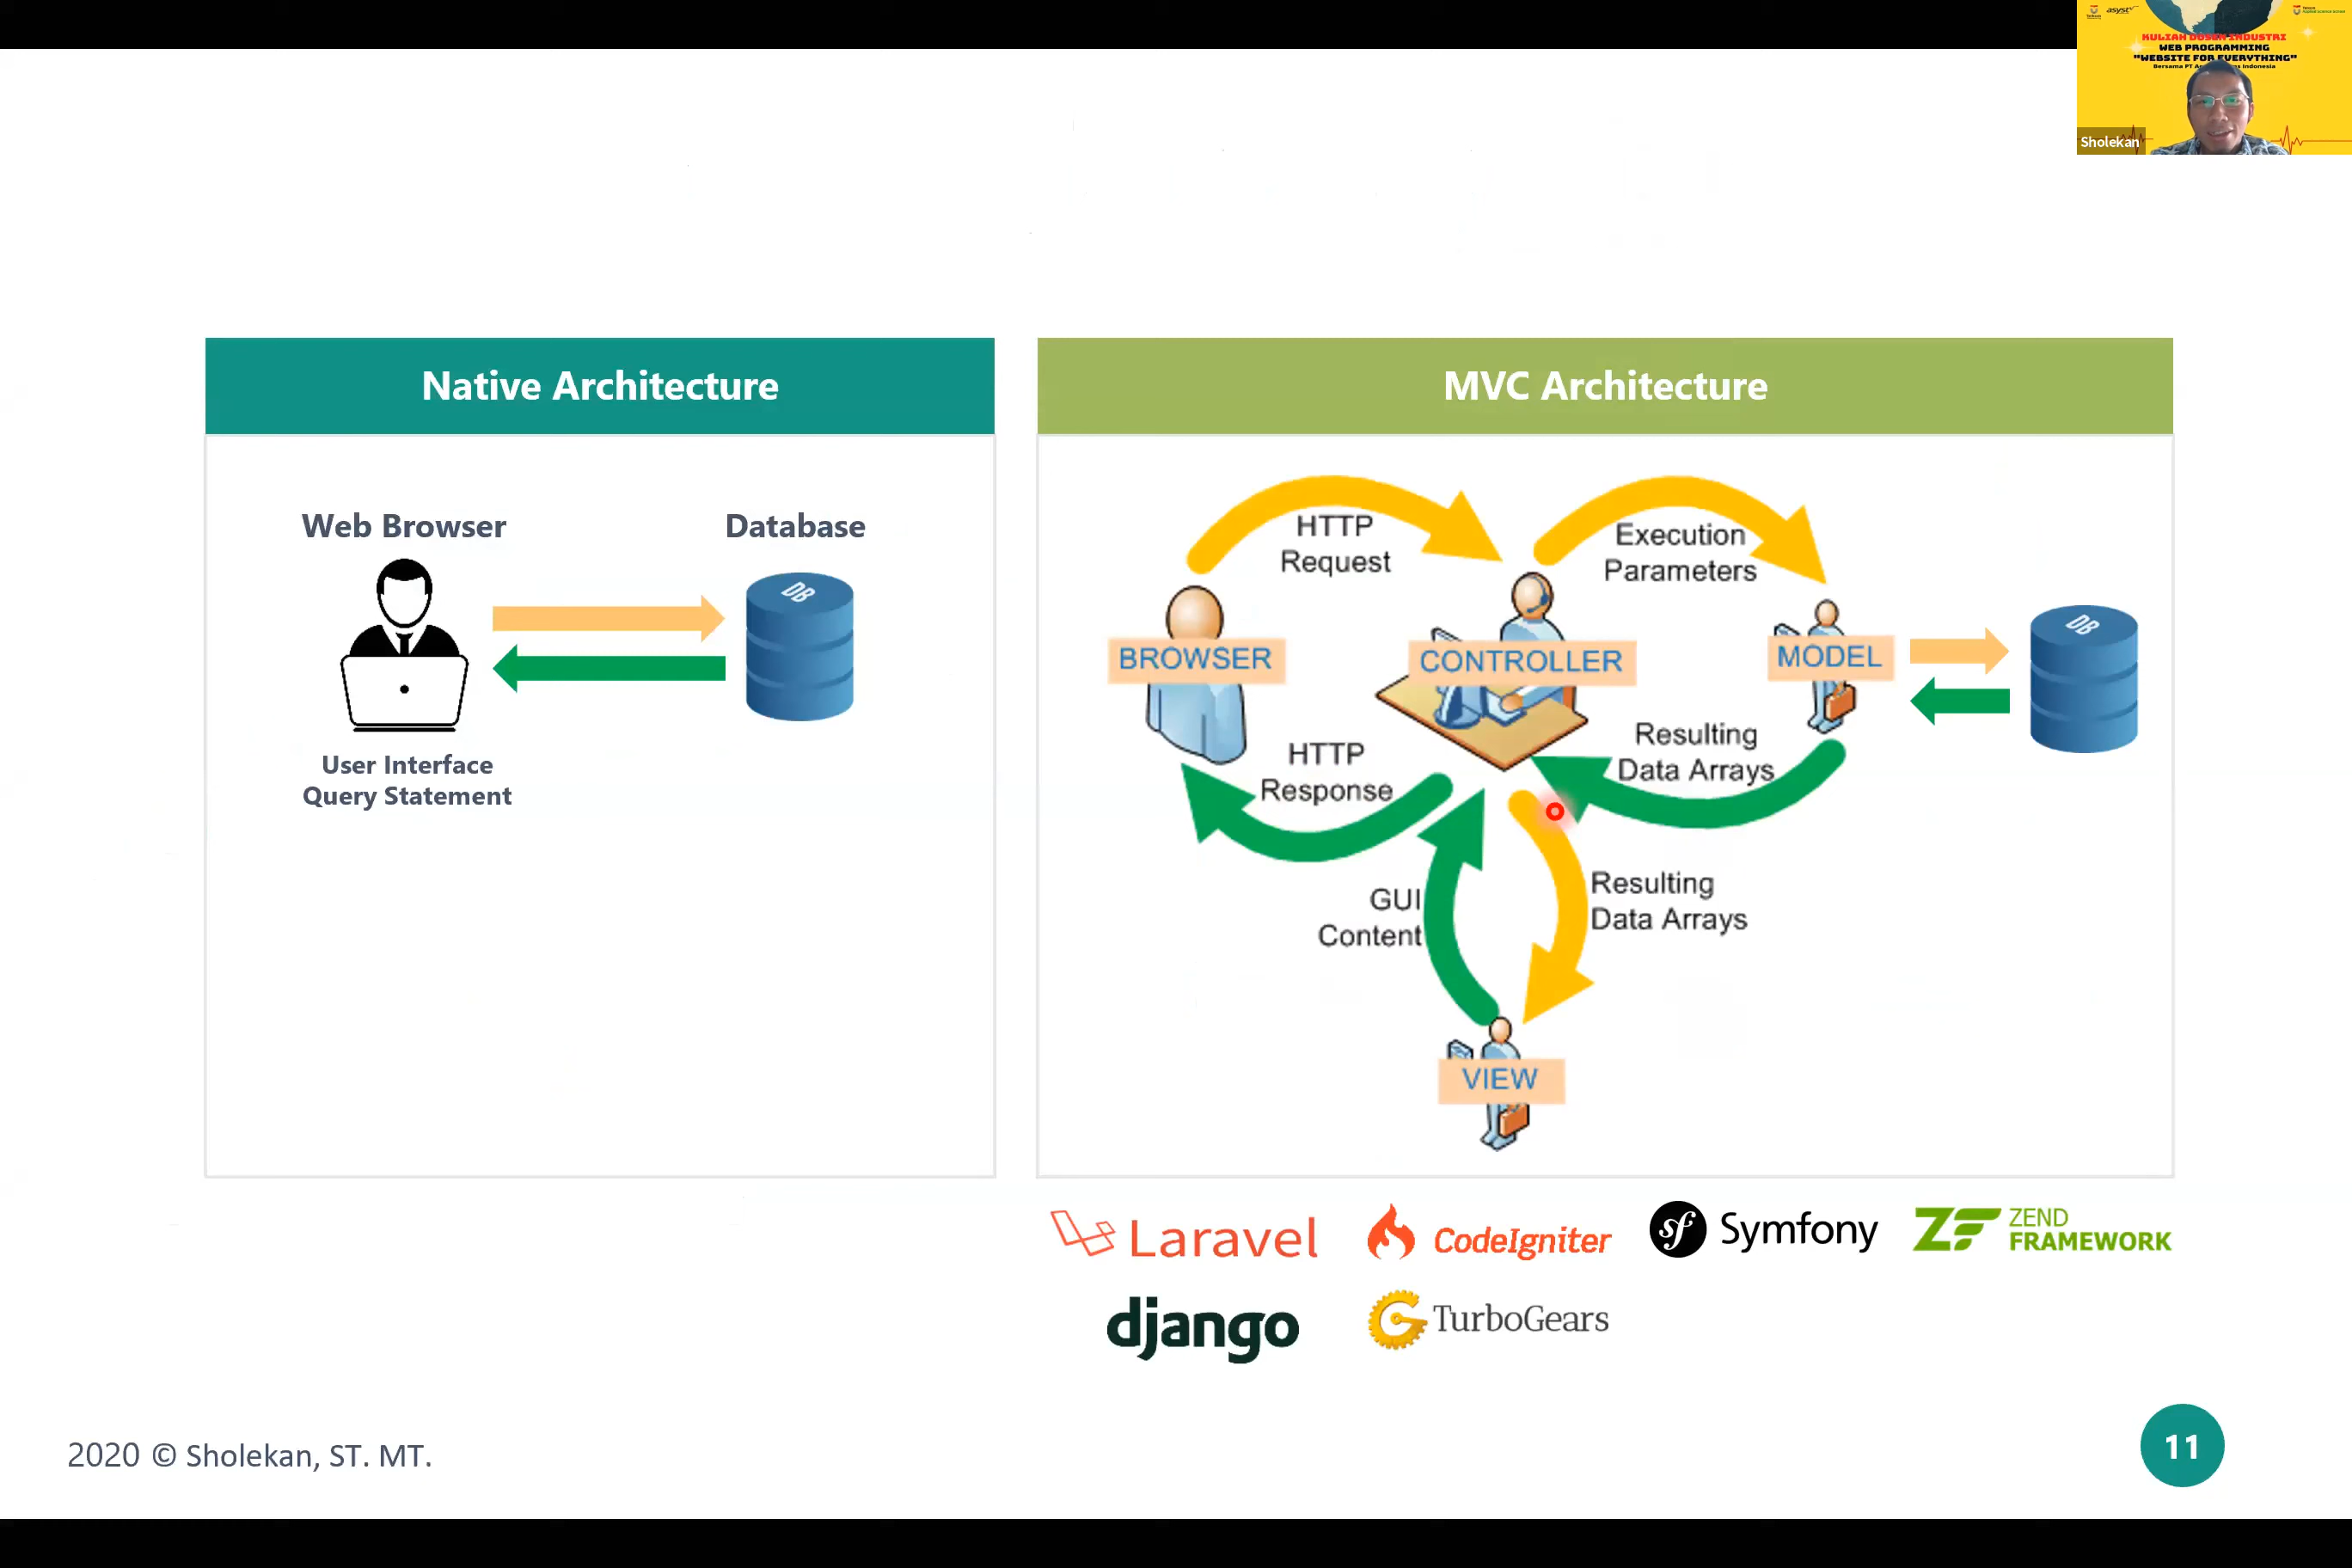 KULIAH DOSEN INDUSTRI
WEB PROGRAMMING
"WEBSITE FOR EVERYTHING"
Sholekan
Native Architecture
MVC Architecture
Web Browser
Database
DB
User Interface
Query Statement
HTTP
Request
Execution
Parameters
BROWSER
CONTROLLER
MODEL
DB
HTTP
Response
Resulting
Data Arrays
GUI
Content
Resulting
Data Arrays
VIEW
Laravel
CodeIgniter
sf Symfony
ZF ZEND
FRAMEWORK
django
TurboGears
2020 © Sholekan, ST. MT.
11